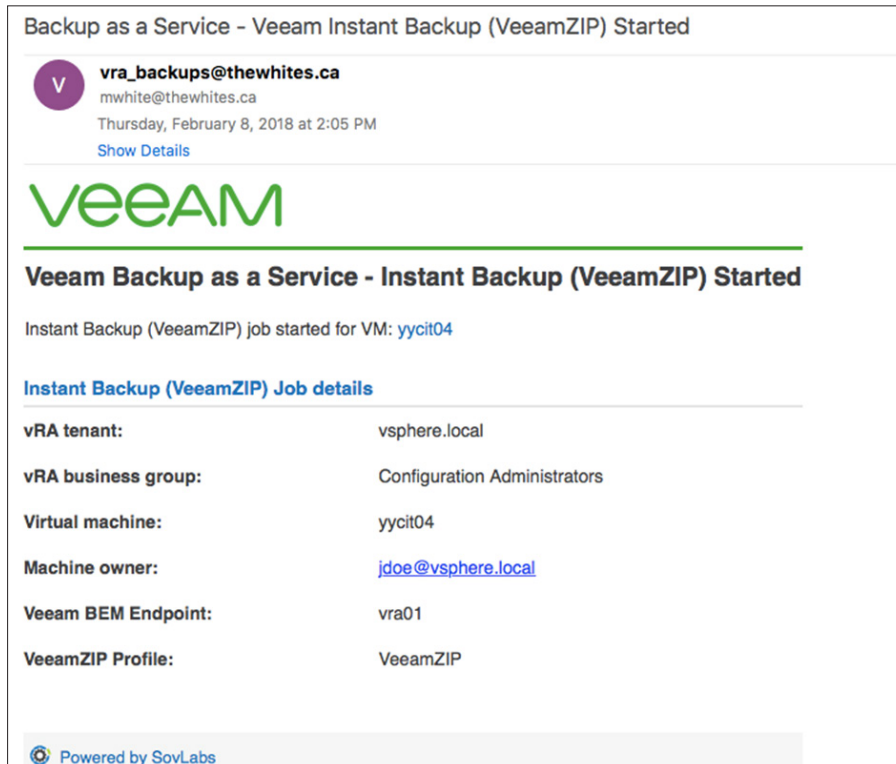 Backup as a Service - Veeam Instant Backup (VeeamZIP) Started
V
vra_backups@thewhites.ca
mwhite@thewhites.ca
Thursday, February 8, 2018 at 2:05 PM
Show Details
veeAM
Veeam Backup as a Service - Instant Backup (VeeamZIP) Started
Instant Backup (VeeamZIP) job started for VM: yycit04
Instant Backup (VeeamZIP) Job details
vRA tenant: vsphere.local
vRA business group: Configuration Administrators
Virtual machine: yycit04
Machine owner: jdoe@vsphere.local
Veeam BEM Endpoint: vra01
VeeamZIP Profile: VeeamZIP
Powered by SovLabs